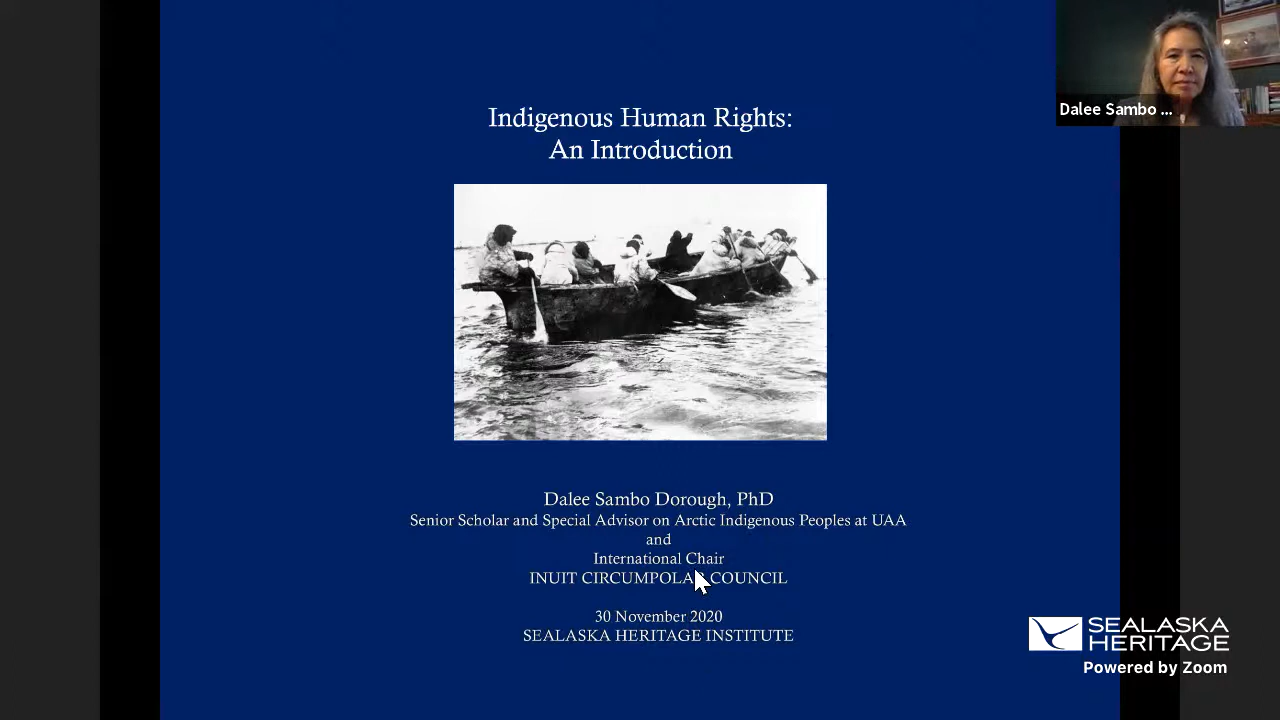 Indigenous Human Rights:
An Introduction
Dalee Sambo ...
Dalee Sambo Dorough, PhD
Senior Scholar and Special Advisor on Arctic Indigenous Peoples at UAA
and
International Chair
INUIT CIRCUMPOLAR COUNCIL
30 November 2020
SEALASKA HERITAGE INSTITUTE
SEALASKA
HERITAGE
Powered by Zoom